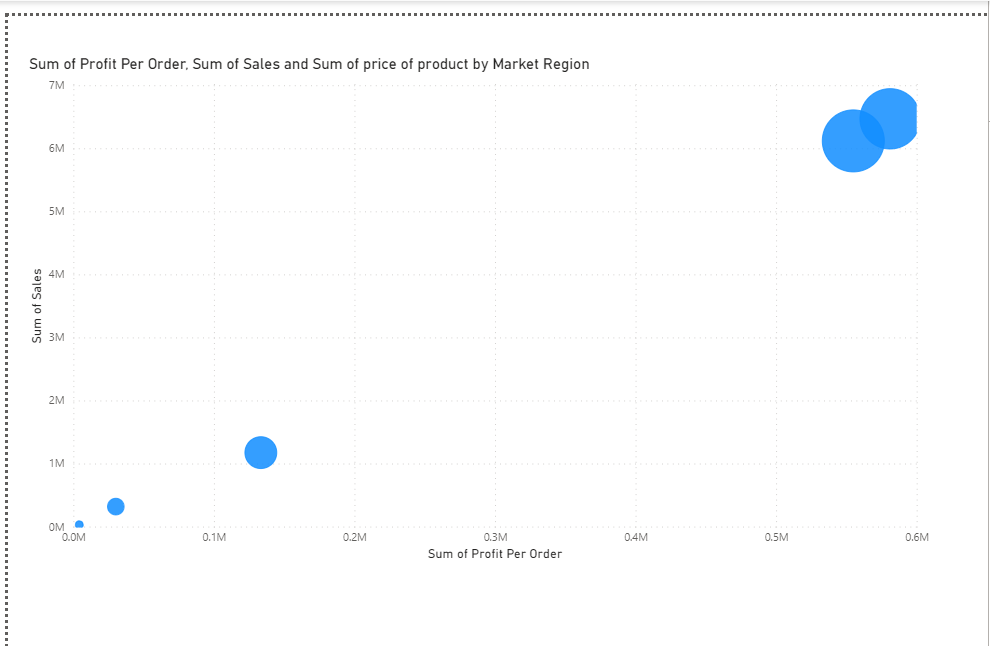 Sum of Profit Per Order, Sum of Sales and Sum of price of product by Market Region
7M
6M
5M
4M
3M
2M
1M
0M
Sum of Sales
0.0M 0.1M 0.2M 0.3M 0.4M 0.5M 0.6M
Sum of Profit Per Order